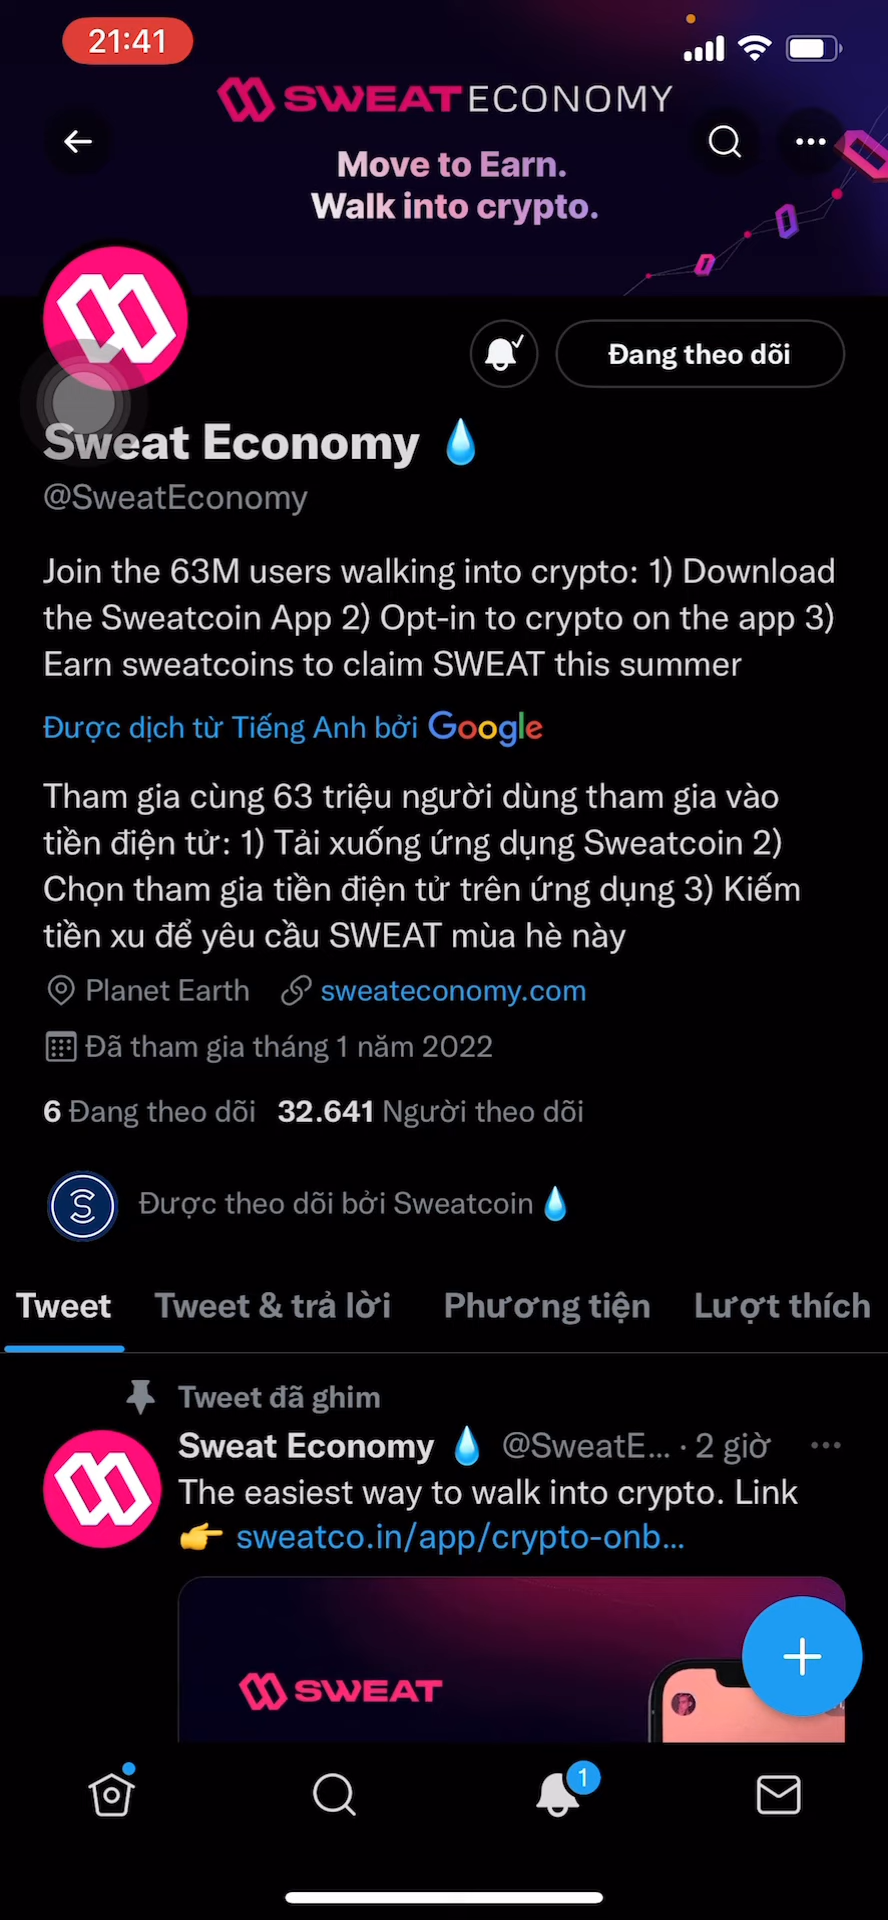 21:41
SWEATECONOMY
Move to Earn.
Walk into crypto.
Đang theo dõi
Sweat Economy 💧
@SweatEconomy
Join the 63M users walking into crypto: 1) Download
the Sweatcoin App 2) Opt-in to crypto on the app 3)
Earn sweatcoins to claim SWEAT this summer
Được dịch từ Tiếng Anh bởi Google
Tham gia cùng 63 triệu người dùng tham gia vào
tiền điện tử: 1) Tải xuống ứng dụng Sweatcoin 2)
Chọn tham gia tiền điện tử trên ứng dụng 3) Kiếm
tiền xu để yêu cầu SWEAT mùa hè này
Planet Earth sweateconomy.com
Đã tham gia tháng 1 năm 2022
6 Đang theo dõi 32.641 Người theo dõi
Được theo dõi bởi Sweatcoin 💧
Tweet Tweet & trả lời Phương tiện Lượt thích
Tweet đã ghim
Sweat Economy 💧 @SweatE... · 2 giờ
The easiest way to walk into crypto. Link
👉 sweatco.in/app/crypto-onb...
SWEAT
1